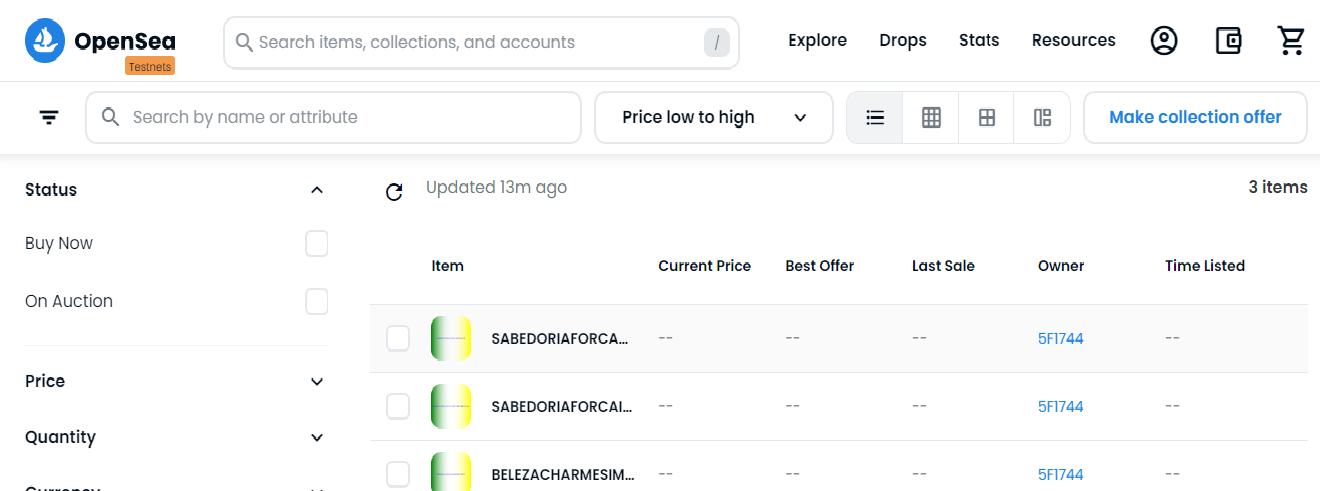 OpenSea
Testnets
Search items, collections, and accounts
/
Explore
Drops
Stats
Resources
Search by name or attribute
Price low to high
Make collection offer
Status
Buy Now
On Auction
Price
Quantity
Currency
Updated 13m ago
3 items
Item Current Price Best Offer Last Sale Owner Time Listed
SABEDORIAFORCA... -- -- -- 5F1744 --
SABEDORIAFORCAI... -- -- -- 5F1744 --
BELEZACHARMESIM... -- -- -- 5F1744 --